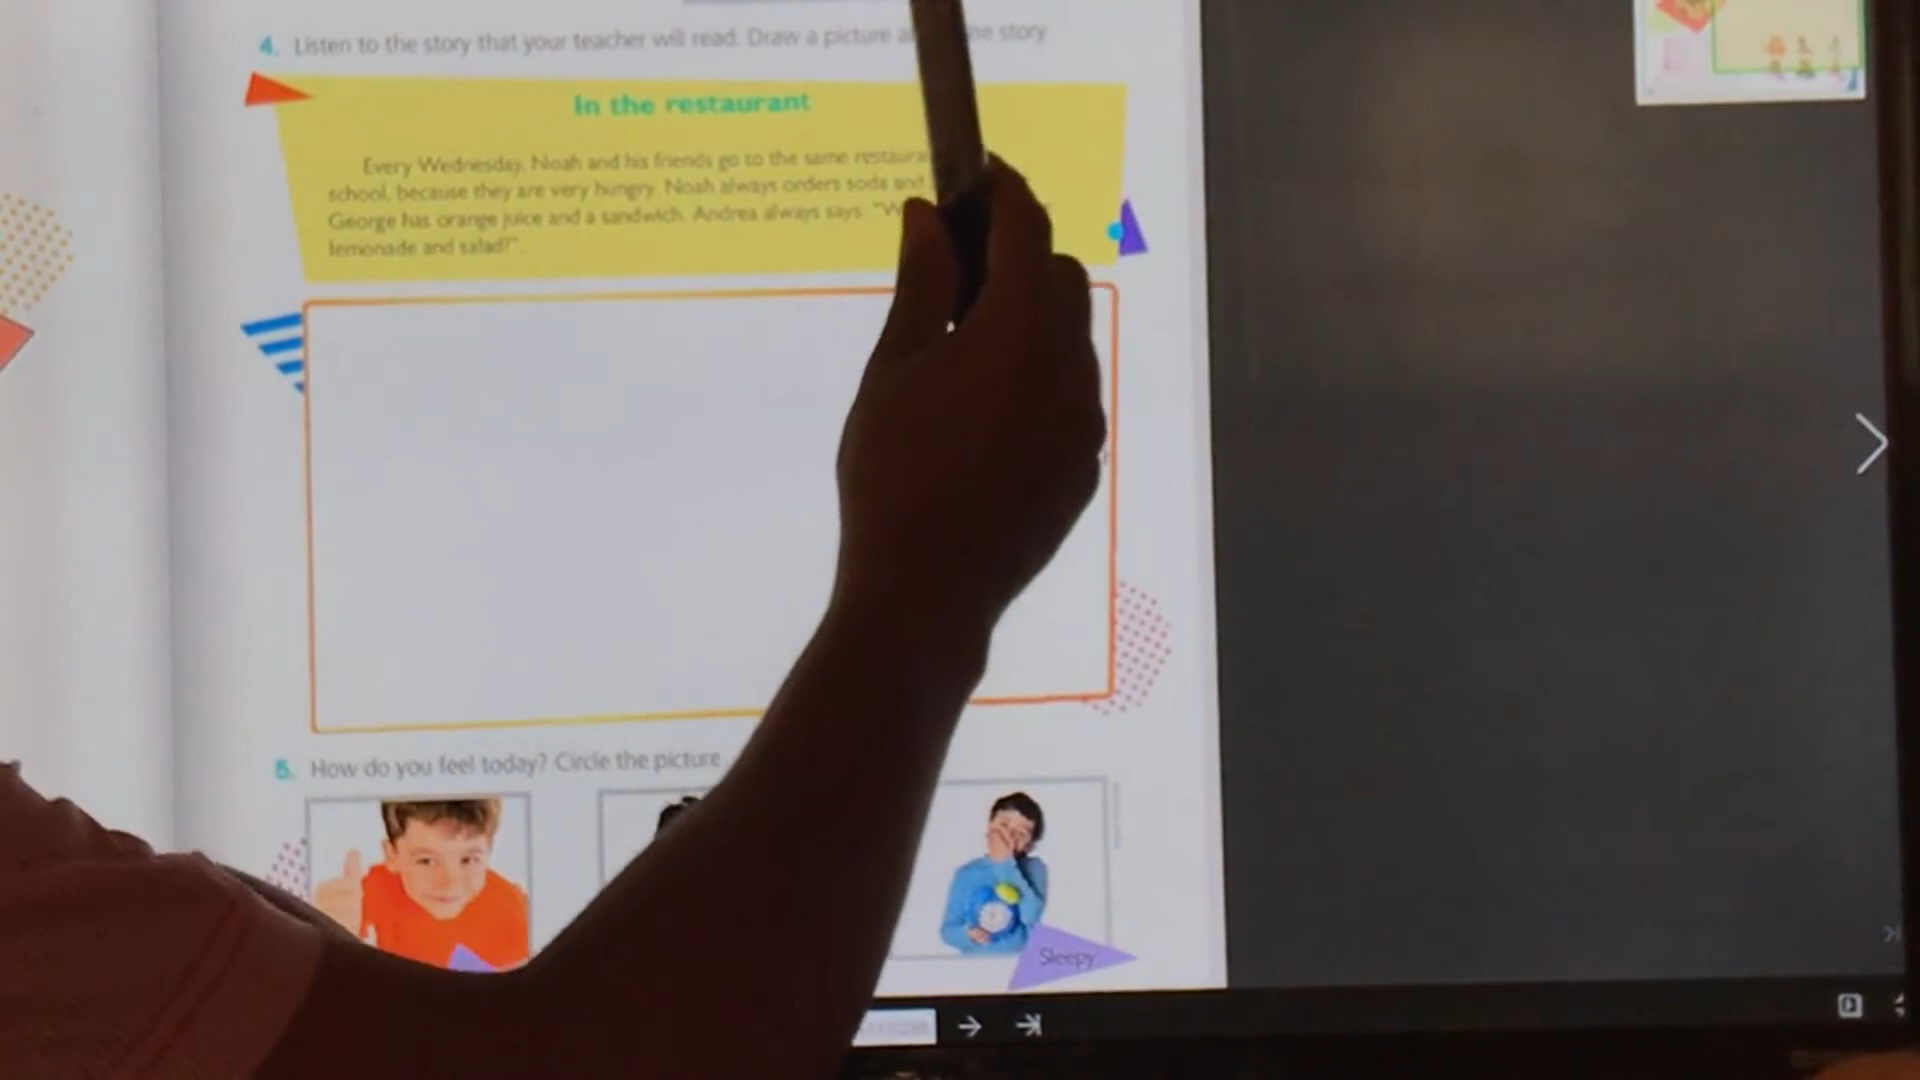 4. Listen to the story that your teacher will read. Draw a picture story
In the restaurant
Every Wednesday, Noah and his friends go to the same
school, because they are very hungry. Noah always orders soda and
George has orange juice and a sandwich. Andrea always says: "
lemonade and salad?".
5. How do you feel today? Circle the picture
Sleepy